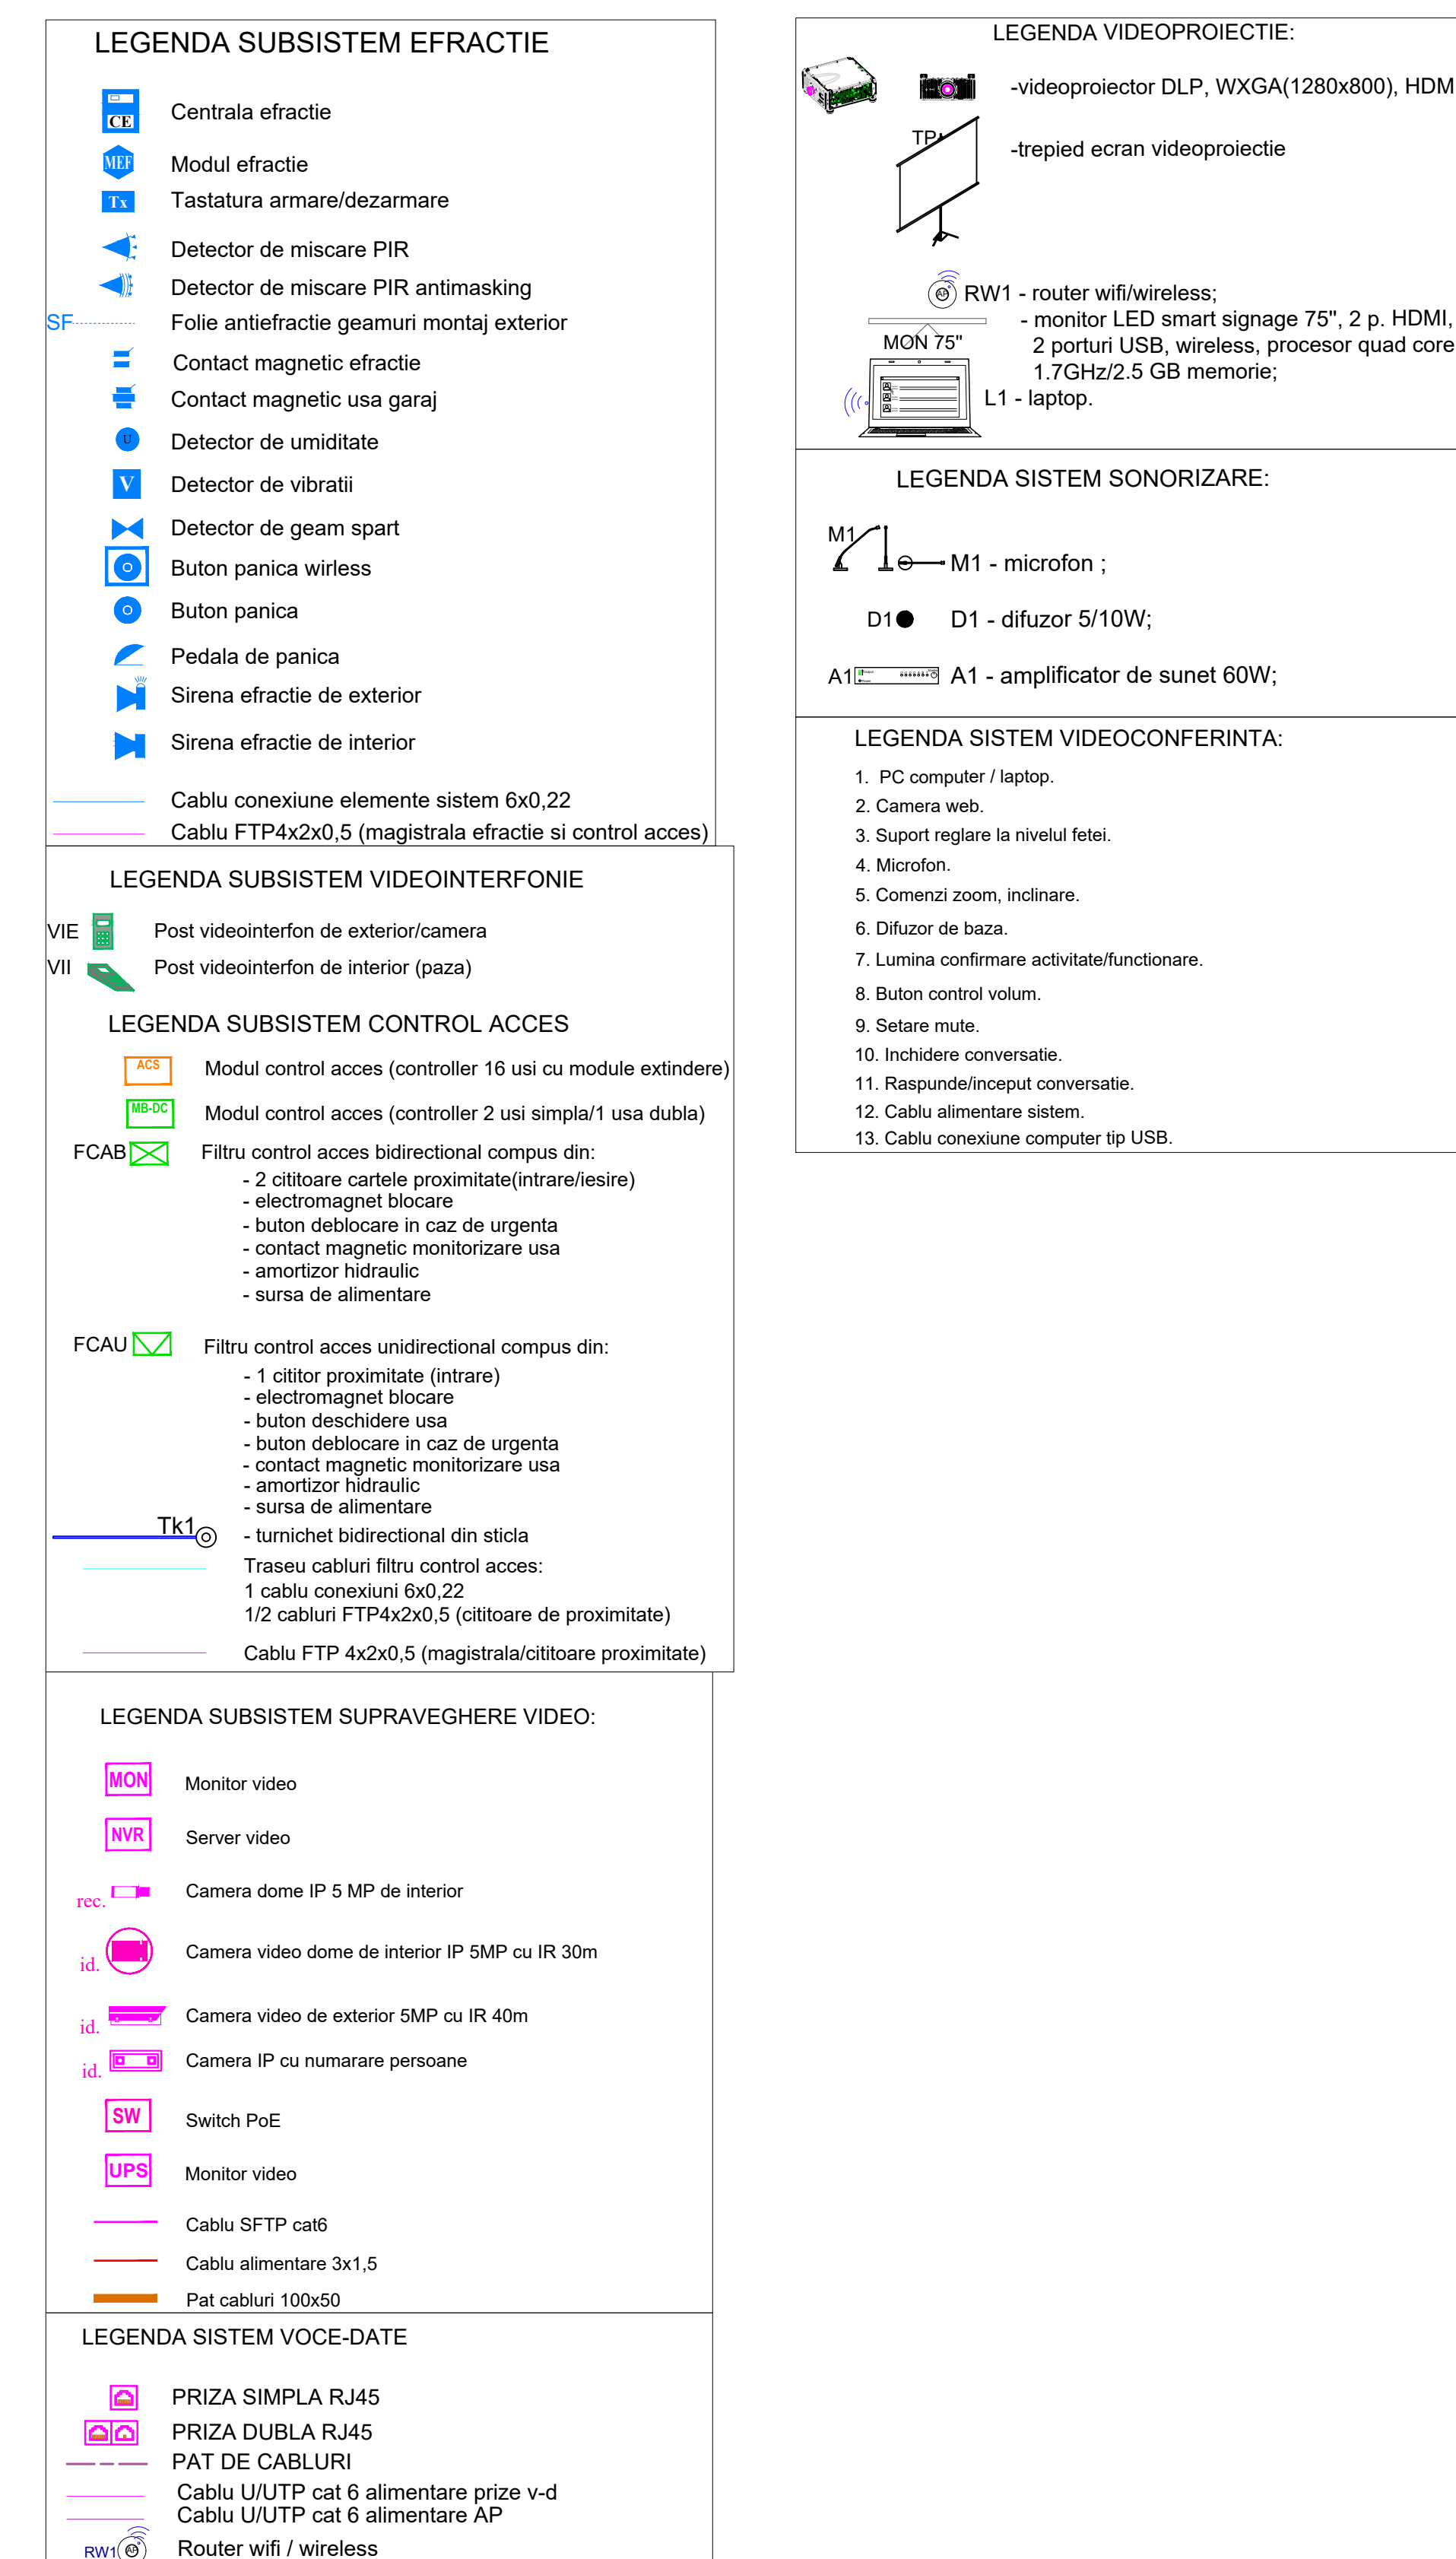 LEGENDA SUBSISTEM EFRACTIE
CE Centrala efractie
MEF Modul efractie
Tx Tastatura armare/dezarmare
Detector de miscare PIR
Detector de miscare PIR antimasking
SF Folie antiefractie geamuri montaj exterior
Contact magnetic efractie
Contact magnetic usa garaj
U Detector de umiditate
V Detector de vibratii
Detector de geam spart
Buton panica wirless
Buton panica
Pedala de panica
Sirena efractie de exterior
Sirena efractie de interior
Cablu conexiune elemente sistem 6x0,22
Cablu FTP4x2x0,5 (magistrala efractie si control acces)
LEGENDA SUBSISTEM VIDEOINTERFONIE
VIE Post videointerfon de exterior/camera
VII Post videointerfon de interior (paza)
LEGENDA SUBSISTEM CONTROL ACCES
ACS Modul control acces (controller 16 usi cu module extindere)
MB-DC Modul control acces (controller 2 usi simpla/1 usa dubla)
FCAB Filtru control acces bidirectional compus din:
- 2 cititoare cartele proximitate(intrare/iesire)
- electromagnet blocare
- buton deblocare in caz de urgenta
- contact magnetic monitorizare usa
- amortizor hidraulic
- sursa de alimentare
FCAU Filtru control acces unidirectional compus din:
- 1 cititor proximitate (intrare)
- electromagnet blocare
- buton deschidere usa
- buton deblocare in caz de urgenta
- contact magnetic monitorizare usa
- amortizor hidraulic
- sursa de alimentare
Tk1 - turnichet bidirectional din sticla
Traseu cabluri filtru control acces:
1 cablu conexiuni 6x0,22
1/2 cabluri FTP4x2x0,5 (cititoare de proximitate)
Cablu FTP 4x2x0,5 (magistrala/cititoare proximitate)
LEGENDA SUBSISTEM SUPRAVEGHERE VIDEO:
MON Monitor video
NVR Server video
rec. Camera dome IP 5 MP de interior
id. Camera video dome de interior IP 5MP cu IR 30m
id. Camera video de exterior 5MP cu IR 40m
id. Camera IP cu numarare persoane
SW Switch PoE
UPS Monitor video
Cablu SFTP cat6
Cablu alimentare 3x1,5
Pat cabluri 100x50
LEGENDA SISTEM VOCE-DATE
PRIZA SIMPLA RJ45
PRIZA DUBLA RJ45
PAT DE CABLURI
Cablu U/UTP cat 6 alimentare prize v-d
Cablu U/UTP cat 6 alimentare AP
RW1 AP Router wifi / wireless
LEGENDA VIDEOPROIECTIE:
-videoproiector DLP, WXGA(1280x800), HDM
TP -trepied ecran videoproiectie
AP RW1 - router wifi/wireless;
- monitor LED smart signage 75", 2 p. HDMI,
MON 75" 2 porturi USB, wireless, procesor quad core
1.7GHz/2.5 GB memorie;
L1 - laptop.
LEGENDA SISTEM SONORIZARE:
M1 M1 - microfon ;
D1 D1 - difuzor 5/10W;
A1 A1 - amplificator de sunet 60W;
LEGENDA SISTEM VIDEOCONFERINTA:
1. PC computer / laptop.
2. Camera web.
3. Suport reglare la nivelul fetei.
4. Microfon.
5. Comenzi zoom, inclinare.
6. Difuzor de baza.
7. Lumina confirmare activitate/functionare.
8. Buton control volum.
9. Setare mute.
10. Inchidere conversatie.
11. Raspunde/inceput conversatie.
12. Cablu alimentare sistem.
13. Cablu conexiune computer tip USB.